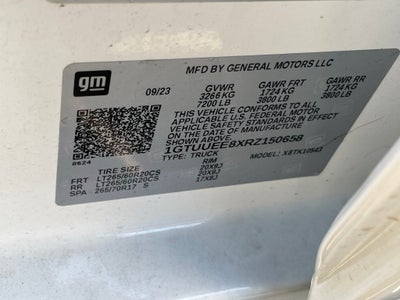 gm
MFD BY GENERAL MOTORS LLC
09/23 GVWR GAWR FRT GAWR RR
3266 KG 1724 KG 1724 KG
7200 LB 3800 LB 3800 LB
THIS VEHICLE CONFORMS TO ALL
APPLICABLE U.S. FEDERAL MOTOR
VEHICLE SAFETY STANDARDS IN EFFECT
ON THE DATE OF MANUFACTURE
SHOWN ABOVE.
1GTUUEE8XRZ150658
8624 TYPE: TRUCK MODEL: X8TK10543
TIRE SIZE RIM
FRT LT265/60R20CS 20X9J
RR LT265/60R20CS 20X9J
SPA 265/70R17 S 17X8J